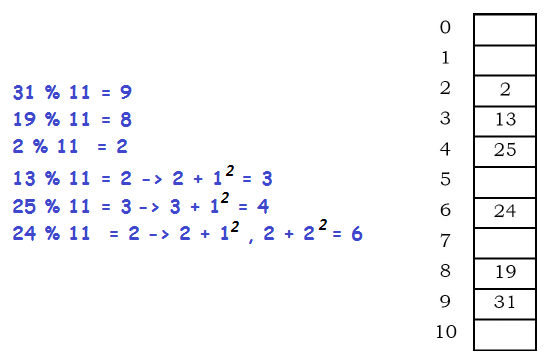 31 % 11 = 9
19 % 11 = 8
2 % 11 = 2
13 % 11 = 2 -> 2 + 1² = 3
25 % 11 = 3 -> 3 + 1² = 4
24 % 11 = 2 -> 2 + 1² , 2 + 2² = 6
0
1
2 2
3 13
4 25
5
6 24
7
8 19
9 31
10